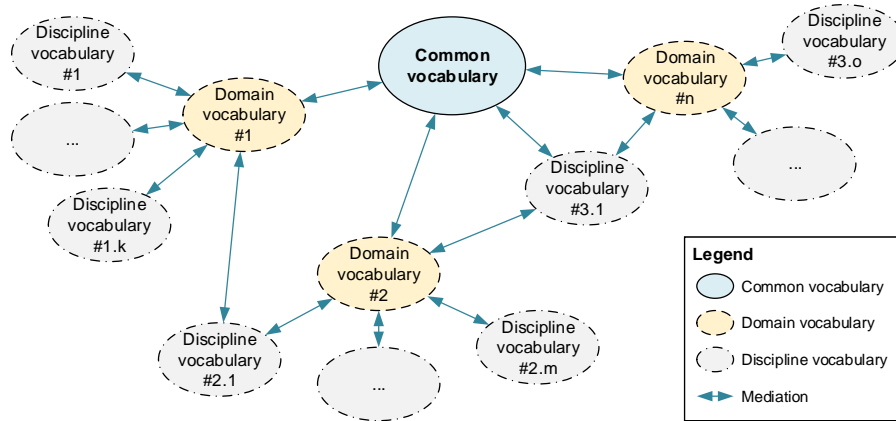 Discipline
vocabulary
#1
...
Discipline
vocabulary
#1.k
Domain
vocabulary
#1
Common
vocabulary
Domain
vocabulary
#n
Discipline
vocabulary
#3.o
...
Discipline
vocabulary
#3.1
Domain
vocabulary
#2
Discipline
vocabulary
#2.1
...
Discipline
vocabulary
#2.m
Legend
Common vocabulary
Domain vocabulary
Discipline vocabulary
Mediation